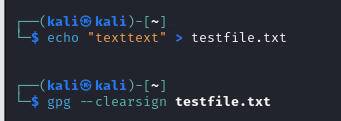 ┌──(kali㉿kali)-[~]
└─$ echo "texttext" > testfile.txt
┌──(kali㉿kali)-[~]
└─$ gpg --clearsign testfile.txt